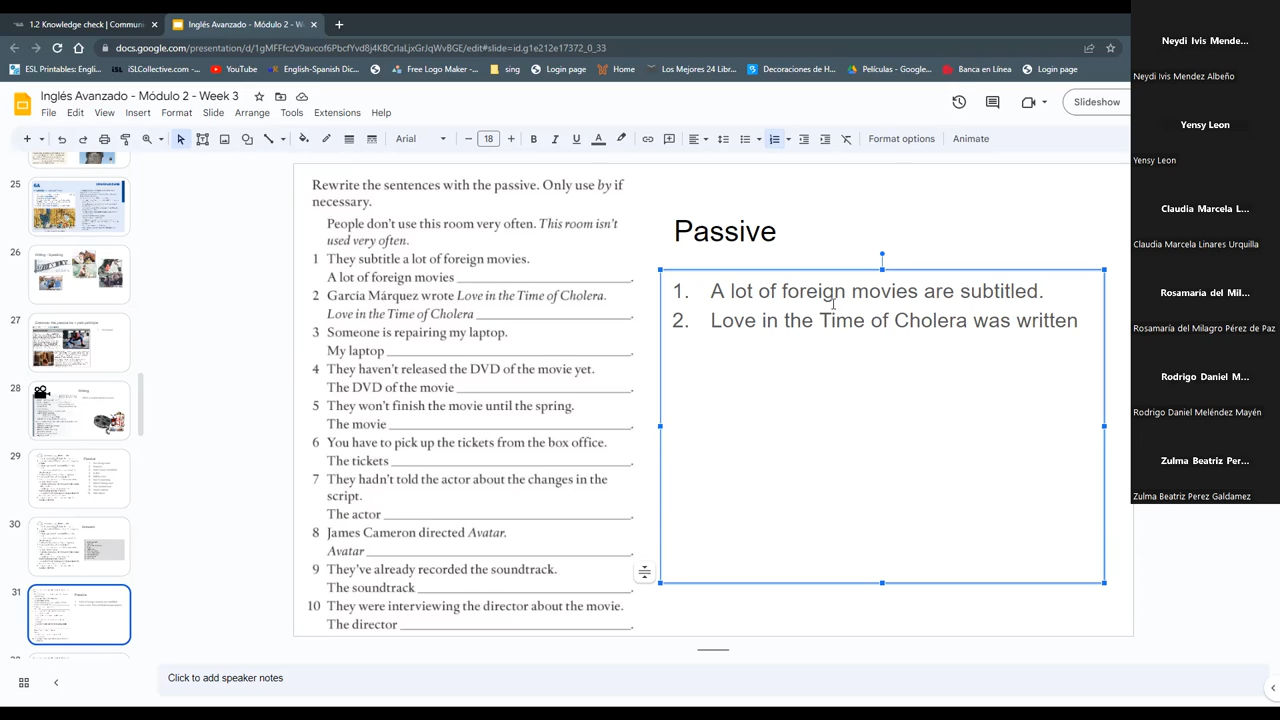 1.2 Knowledge check | Communi
Inglés Avanzado - Módulo 2 - We
docs.google.com/presentation/d/1gMFFczV9avcof6PbcfYvd8j4KBCrlaLjxGrJqWvBGE/edit#slide=id.g1e212e17372_0_33
ESL Printables: Engli...
iSLCollective.com -...
YouTube
English-Spanish Dic...
Free Logo Maker -...
sing
Login page
Home
Los Mejores 24 Libr...
Decoraciones de H...
Películas - Google...
Banca en Línea
Login page
Inglés Avanzado - Módulo 2 - Week 3
File Edit View Insert Format Slide Arrange Tools Extensions Help
Slideshow
Arial
18
Format options
Animate
25
26
27
28
29
30
31
the sentences with the passive. Only use by if
necessary.
People don't use this room very often. This room isn't
used very often.
1 They subtitle a lot of foreign movies.
A lot of foreign movies
2 García Márquez wrote Love in the Time of Cholera.
Love in the Time of Cholera
3 Someone is repairing my laptop.
My laptop
4 They haven't released the DVD of the movie yet.
The DVD of the movie
They won't finish the movie until the spring.
The movie
6 You have to pick up the tickets from the box office.
The tickets
7 They hadn't told the actor about the changes in the
script.
The actor
James Cameron directed Avatar.
Avatar
9 They've already recorded the soundtrack.
The soundtrack
10 They were interviewing the director about the movie.
The director
Passive
1. A lot of foreign movies are subtitled.
2. Love in the Time of Cholera was written
Click to add speaker notes
Neydi Ivis Mende...
Neydi Ivis Mendez Albeño
Yensy Leon
Yensy Leon
Claudia Marcela L...
Claudia Marcela Linares Urquilla
Rosamaría del Mil...
Rosamaría del Milagro Pérez de Paz
Rodrigo Daniel M...
Rodrigo Daniel Meléndez Mayén
Zulma Beatriz Per...
Zulma Beatriz Perez Galdamez